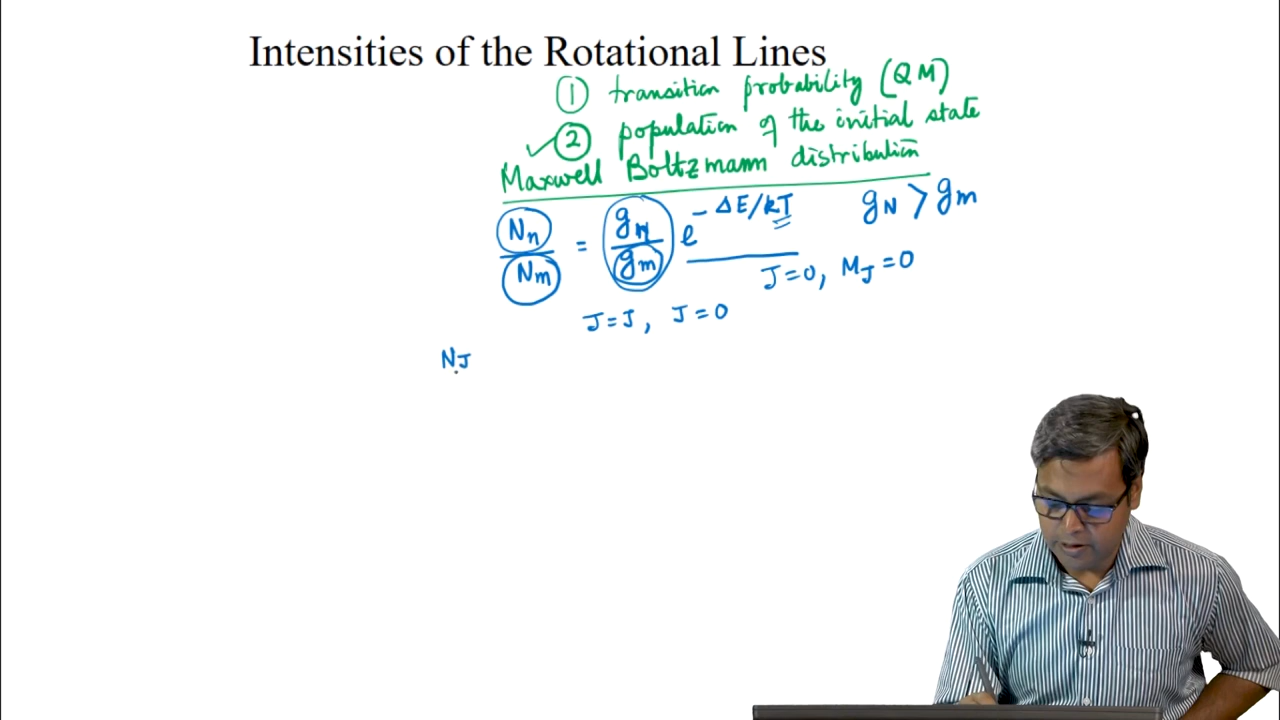 Intensities of the Rotational Lines
① transition probability (QM)
✓② population of the initial state
Maxwell Boltzmann distribution
Nn/Nm = gn/gm e^(-ΔE/kT) gN > gm
J=0, MJ=0
J=J, J=0
NJ